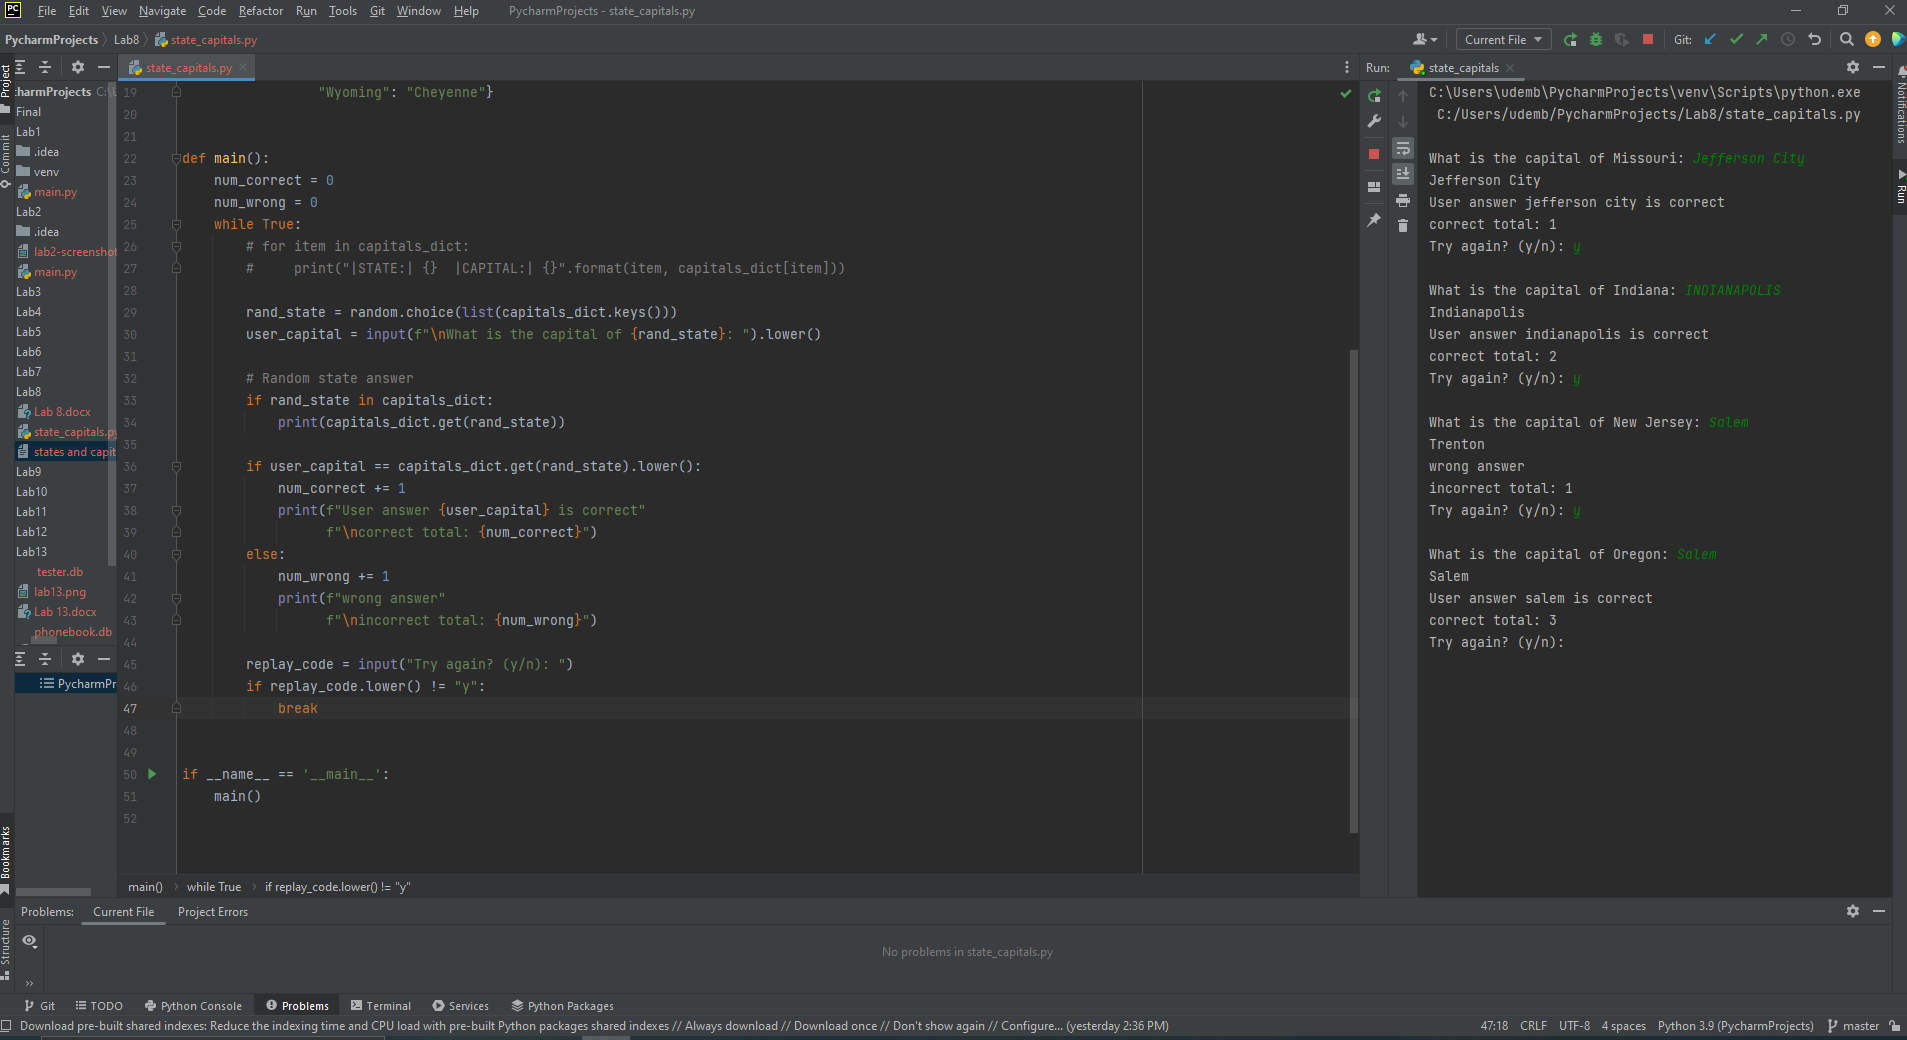 PC File Edit View Navigate Code Refactor Run Tools Git Window Help PycharmProjects - state_capitals.py
PycharmProjects Lab8 state_capitals.py
Current File Git:
Project
Commit
Bookmarks
Structure
Notifications
Run
charmProjects C:\
Final
Lab1
.idea
venv
main.py
Lab2
.idea
lab2-screenshot
main.py
Lab3
Lab4
Lab5
Lab6
Lab7
Lab8
Lab 8.docx
state_capitals.py
states and capit
Lab9
Lab10
Lab11
Lab12
Lab13
tester.db
lab13.png
Lab 13.docx
phonebook.db
PycharmPr
state_capitals.py
19 "Wyoming": "Cheyenne"}
20
21
22 def main():
23 num_correct = 0
24 num_wrong = 0
25 while True:
26 # for item in capitals_dict:
27 #     print("|STATE:| {}  |CAPITAL:| {}".format(item, capitals_dict[item]))
28
29 rand_state = random.choice(list(capitals_dict.keys()))
30 user_capital = input(f"\nWhat is the capital of {rand_state}: ").lower()
31
32 # Random state answer
33 if rand_state in capitals_dict:
34 print(capitals_dict.get(rand_state))
35
36 if user_capital == capitals_dict.get(rand_state).lower():
37 num_correct += 1
38 print(f"User answer {user_capital} is correct"
39 f"\ncorrect total: {num_correct}")
40 else:
41 num_wrong += 1
42 print(f"wrong answer"
43 f"\nincorrect total: {num_wrong}")
44
45 replay_code = input("Try again? (y/n): ")
46 if replay_code.lower() != "y":
47 break
48
49
50 if __name__ == '__main__':
51 main()
52
main() while True if replay_code.lower() != "y"
Run: state_capitals
C:\Users\udemb\PycharmProjects\venv\Scripts\python.exe
C:/Users/udemb/PycharmProjects/Lab8/state_capitals.py
What is the capital of Missouri: Jefferson City
Jefferson City
User answer jefferson city is correct
correct total: 1
Try again? (y/n): y
What is the capital of Indiana: INDIANAPOLIS
Indianapolis
User answer indianapolis is correct
correct total: 2
Try again? (y/n): y
What is the capital of New Jersey: Salem
Trenton
wrong answer
incorrect total: 1
Try again? (y/n): y
What is the capital of Oregon: Salem
Salem
User answer salem is correct
correct total: 3
Try again? (y/n):
Problems: Current File Project Errors
No problems in state_capitals.py
Git TODO Python Console Problems Terminal Services Python Packages
Download pre-built shared indexes: Reduce the indexing time and CPU load with pre-built Python packages shared indexes // Always download // Download once // Don't show again // Configure... (yesterday 2:36 PM) 47:18 CRLF UTF-8 4 spaces Python 3.9 (PycharmProjects) master